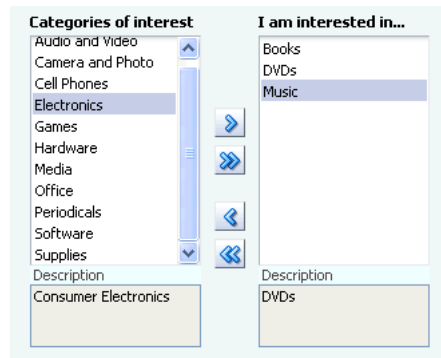 Categories of interest
Audio and Video
Camera and Photo
Cell Phones
Electronics
Games
Hardware
Media
Office
Periodicals
Software
Supplies
Description
Consumer Electronics
I am interested in...
Books
DVDs
Music
Description
DVDs